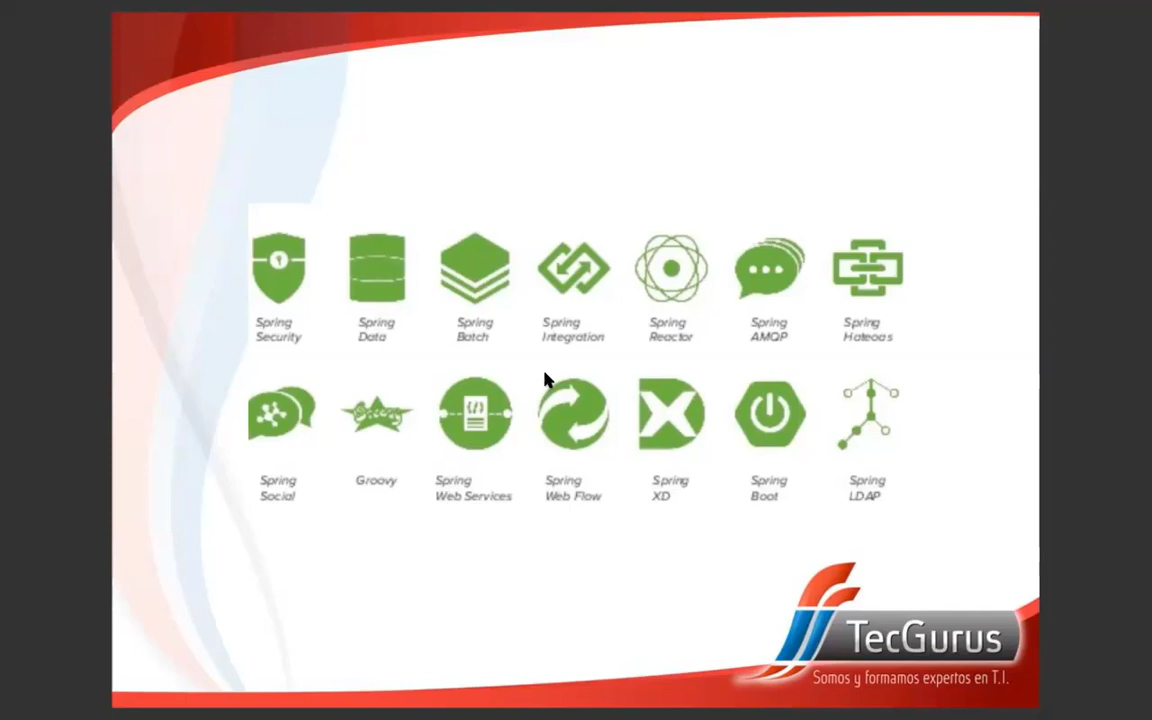 Spring
Security
Spring
Data
Spring
Batch
Spring
Integration
Spring
Reactor
Spring
AMQP
Spring
Hateoas
Spring
Social
Groovy
Groovy
Spring
Web Services
Spring
Web Flow
Spring
XD
Spring
Boot
Spring
LDAP
TecGurus
Somos y formamos expertos en T.I.